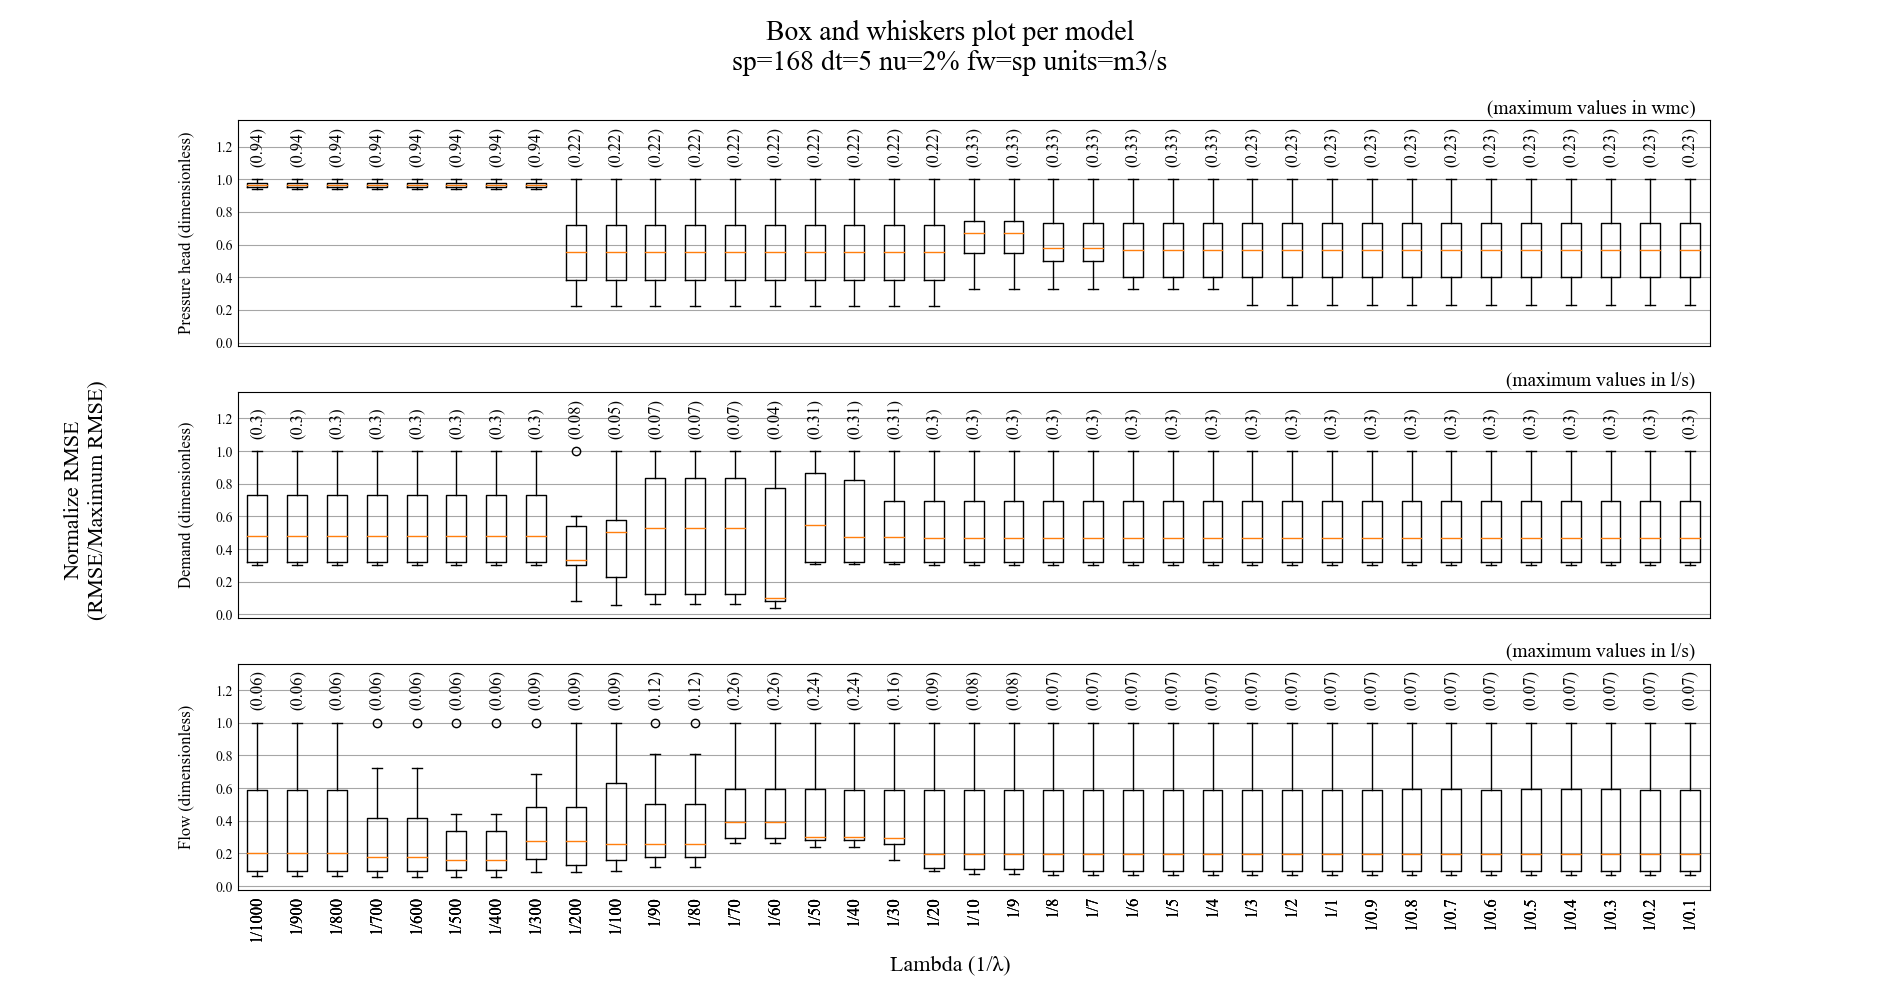 Box and whiskers plot per model
sp=168 dt=5 nu=2% fw=sp units=m3/s
(maximum values in wmc)
Pressure head (dimensionless)
1.2
1.0
0.8
0.6
0.4
0.2
0.0
(0.94) (0.94) (0.94) (0.94) (0.94) (0.94) (0.94) (0.94) (0.22) (0.22) (0.22) (0.22) (0.22) (0.22) (0.22) (0.22) (0.22) (0.22) (0.33) (0.33) (0.33) (0.33) (0.33) (0.33) (0.33) (0.23) (0.23) (0.23) (0.23) (0.23) (0.23) (0.23) (0.23) (0.23) (0.23) (0.23) (0.23)
(maximum values in l/s)
Normalize RMSE
(RMSE/Maximum RMSE)
Demand (dimensionless)
1.2
1.0
0.8
0.6
0.4
0.2
0.0
(0.3) (0.3) (0.3) (0.3) (0.3) (0.3) (0.3) (0.3) (0.08) (0.05) (0.07) (0.07) (0.07) (0.04) (0.31) (0.31) (0.31) (0.3) (0.3) (0.3) (0.3) (0.3) (0.3) (0.3) (0.3) (0.3) (0.3) (0.3) (0.3) (0.3) (0.3) (0.3) (0.3) (0.3) (0.3) (0.3) (0.3)
(maximum values in l/s)
Flow (dimensionless)
1.2
1.0
0.8
0.6
0.4
0.2
0.0
(0.06) (0.06) (0.06) (0.06) (0.06) (0.06) (0.06) (0.09) (0.09) (0.09) (0.12) (0.12) (0.26) (0.26) (0.24) (0.24) (0.16) (0.09) (0.08) (0.08) (0.07) (0.07) (0.07) (0.07) (0.07) (0.07) (0.07) (0.07) (0.07) (0.07) (0.07) (0.07) (0.07) (0.07) (0.07) (0.07) (0.07)
1/1000 1/900 1/800 1/700 1/600 1/500 1/400 1/300 1/200 1/100 1/90 1/80 1/70 1/60 1/50 1/40 1/30 1/20 1/10 1/9 1/8 1/7 1/6 1/5 1/4 1/3 1/2 1/1 1/0.9 1/0.8 1/0.7 1/0.6 1/0.5 1/0.4 1/0.3 1/0.2 1/0.1
Lambda (1/λ)